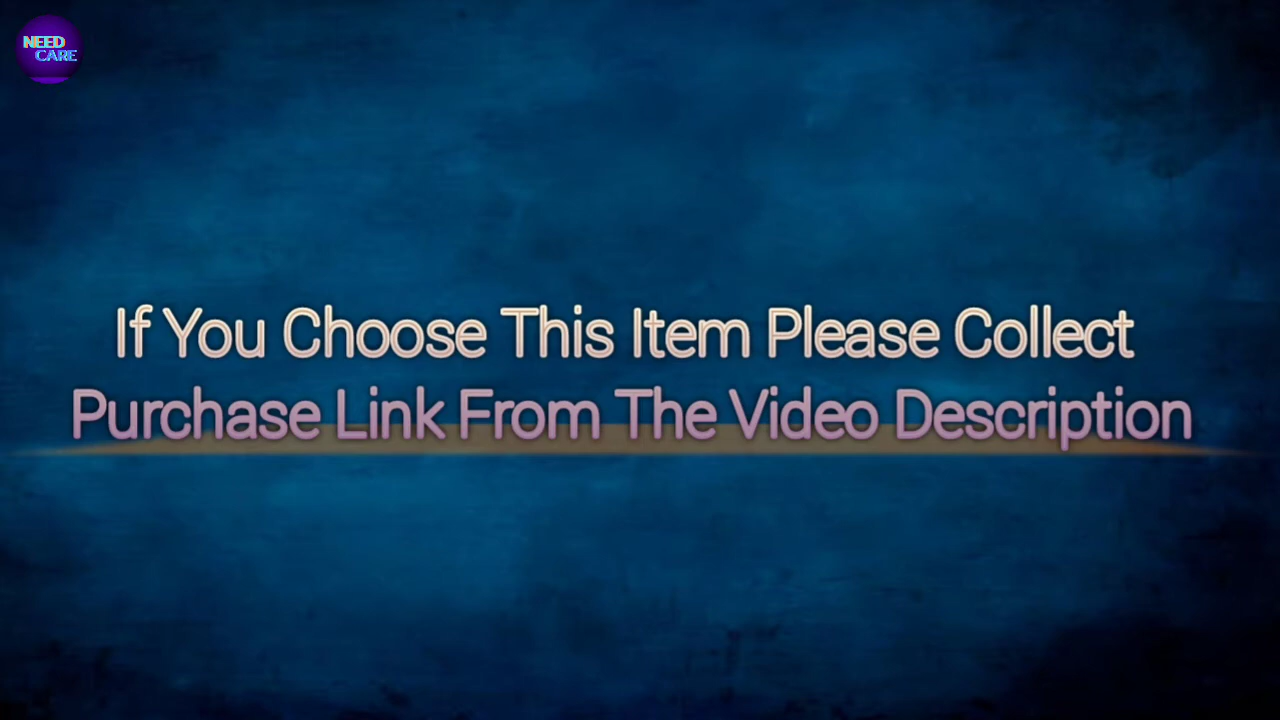 NEED
CARE
If You Choose This Item Please Collect
Purchase Link From The Video Description